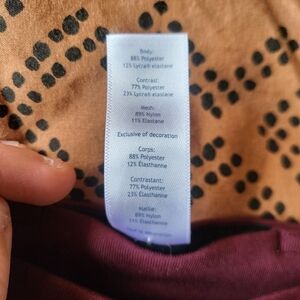 Body:
88% Polyester
12% Lycra® elastane
Contrast:
77% Polyester
23% Lycra® elastane
Mesh:
89% Nylon
11% Elastane
Exclusive of decoration
Corps:
88% Polyester
12% Élasthanne
Contrastant:
77% Polyester
23% Élasthanne
Maille:
89% Nylon
11% Élasthanne